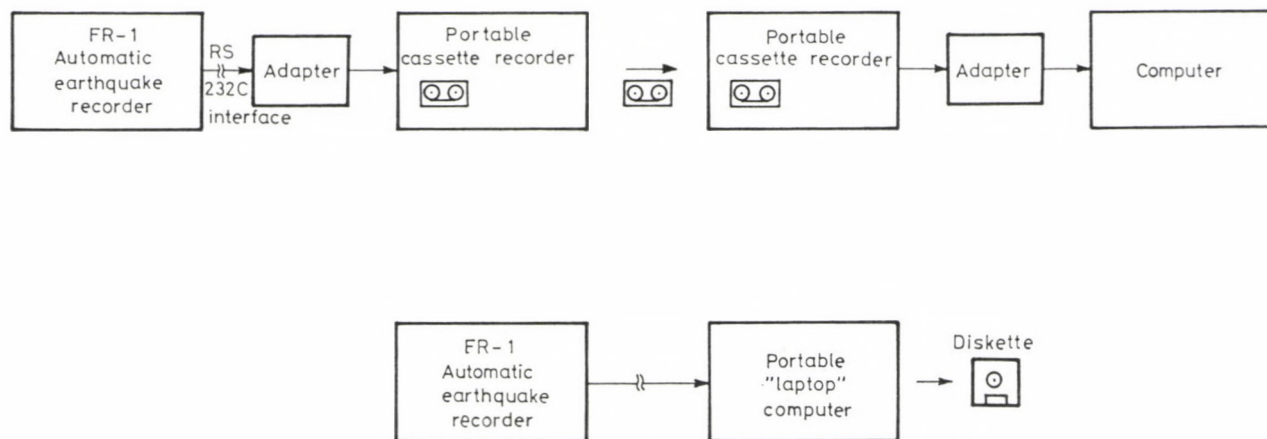 FR-1
Automatic
earthquake
recorder
RS
232C
interface
Adapter
Portable
cassette recorder
Portable
cassette recorder
Adapter
Computer
FR-1
Automatic
earthquake
recorder
Portable
"laptop"
computer
Diskette